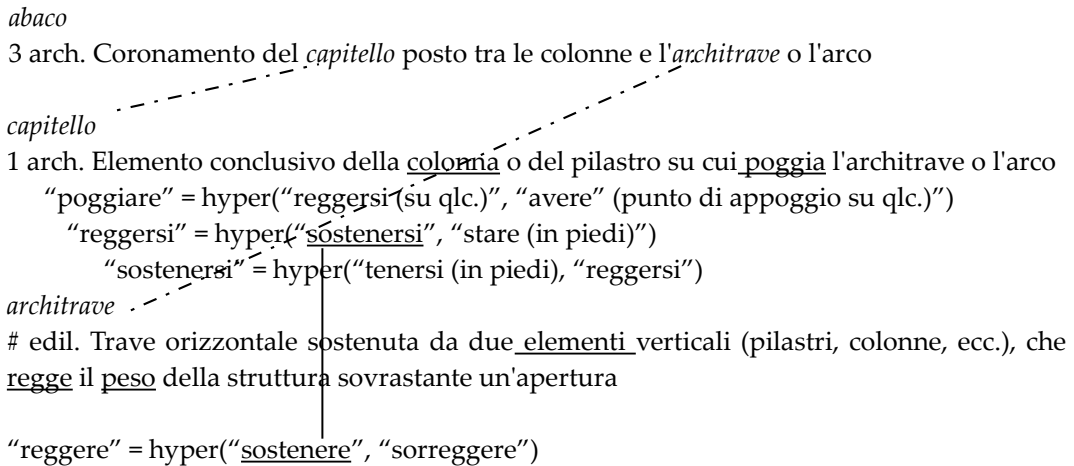 abaco
3 arch. Coronamento del capitello posto tra le colonne e l'architrave o l'arco
capitello
1 arch. Elemento conclusivo della colonna o del pilastro su cui poggia l'architrave o l'arco
“poggiare” = hyper(“reggersi (su qlc.)”, “avere” (punto di appoggio su qlc.)”)
“reggersi” = hyper(“sostenersi”, “stare (in piedi)”)
“sostenersi” = hyper(“tenersi (in piedi), “reggersi”)
architrave
# edil. Trave orizzontale sostenuta da due elementi verticali (pilastri, colonne, ecc.), che
regge il peso della struttura sovrastante un'apertura
“reggere” = hyper(“sostenere”, “sorreggere”)